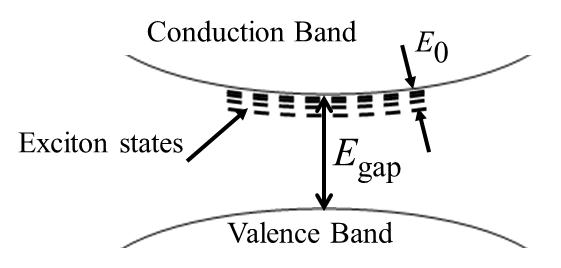 Conduction Band
E0
Exciton states
Egap
Valence Band